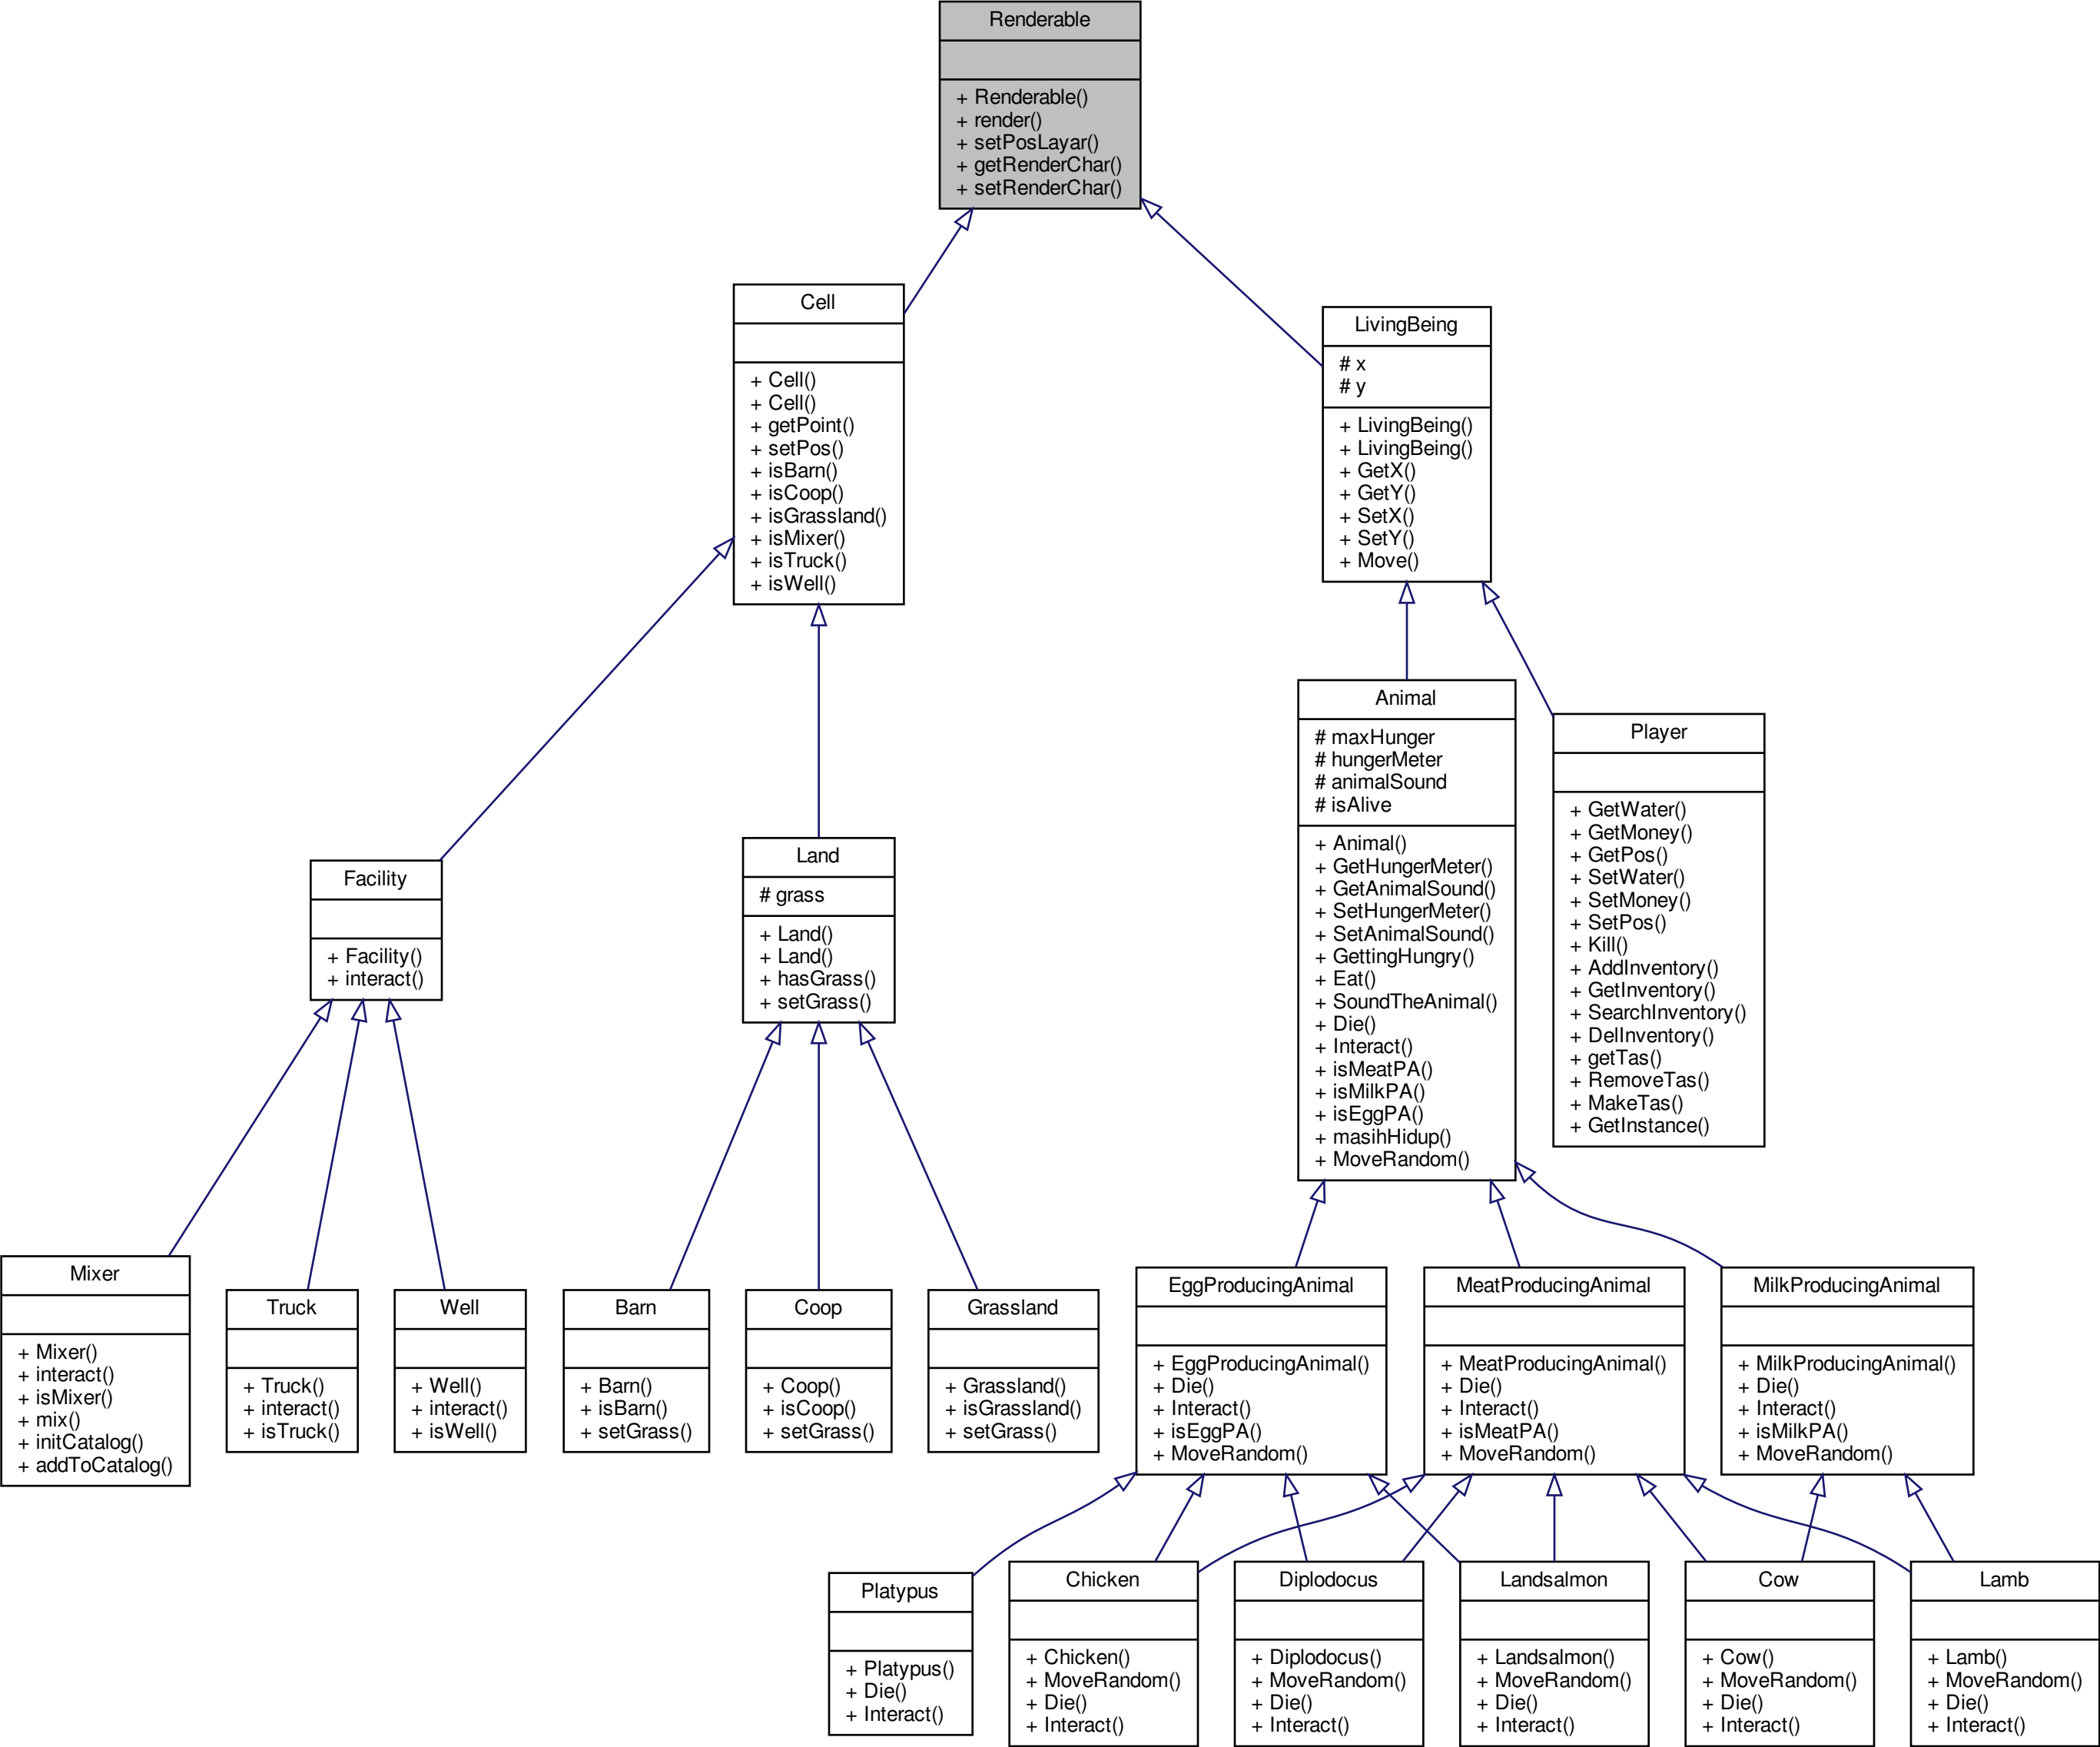 Renderable
+ Renderable()
+ render()
+ setPosLayar()
+ getRenderChar()
+ setRenderChar()
Cell
+ Cell()
+ Cell()
+ getPoint()
+ setPos()
+ isBarn()
+ isCoop()
+ isGrassland()
+ isMixer()
+ isTruck()
+ isWell()
LivingBeing
# x
# y
+ LivingBeing()
+ LivingBeing()
+ GetX()
+ GetY()
+ SetX()
+ SetY()
+ Move()
Animal
# maxHunger
# hungerMeter
# animalSound
# isAlive
+ Animal()
+ GetHungerMeter()
+ GetAnimalSound()
+ SetHungerMeter()
+ SetAnimalSound()
+ GettingHungry()
+ Eat()
+ SoundTheAnimal()
+ Die()
+ Interact()
+ isMeatPA()
+ isMilkPA()
+ isEggPA()
+ masihHidup()
+ MoveRandom()
Player
+ GetWater()
+ GetMoney()
+ GetPos()
+ SetWater()
+ SetMoney()
+ SetPos()
+ Kill()
+ AddInventory()
+ GetInventory()
+ SearchInventory()
+ DelInventory()
+ getTas()
+ RemoveTas()
+ MakeTas()
+ GetInstance()
Facility
+ Facility()
+ interact()
Land
# grass
+ Land()
+ Land()
+ hasGrass()
+ setGrass()
Mixer
+ Mixer()
+ interact()
+ isMixer()
+ mix()
+ initCatalog()
+ addToCatalog()
Truck
+ Truck()
+ interact()
+ isTruck()
Well
+ Well()
+ interact()
+ isWell()
Barn
+ Barn()
+ isBarn()
+ setGrass()
Coop
+ Coop()
+ isCoop()
+ setGrass()
Grassland
+ Grassland()
+ isGrassland()
+ setGrass()
EggProducingAnimal
+ EggProducingAnimal()
+ Die()
+ Interact()
+ isEggPA()
+ MoveRandom()
MeatProducingAnimal
+ MeatProducingAnimal()
+ Die()
+ Interact()
+ isMeatPA()
+ MoveRandom()
MilkProducingAnimal
+ MilkProducingAnimal()
+ Die()
+ Interact()
+ isMilkPA()
+ MoveRandom()
Platypus
+ Platypus()
+ Die()
+ Interact()
Chicken
+ Chicken()
+ MoveRandom()
+ Die()
+ Interact()
Diplodocus
+ Diplodocus()
+ MoveRandom()
+ Die()
+ Interact()
Landsalmon
+ Landsalmon()
+ MoveRandom()
+ Die()
+ Interact()
Cow
+ Cow()
+ MoveRandom()
+ Die()
+ Interact()
Lamb
+ Lamb()
+ MoveRandom()
+ Die()
+ Interact()